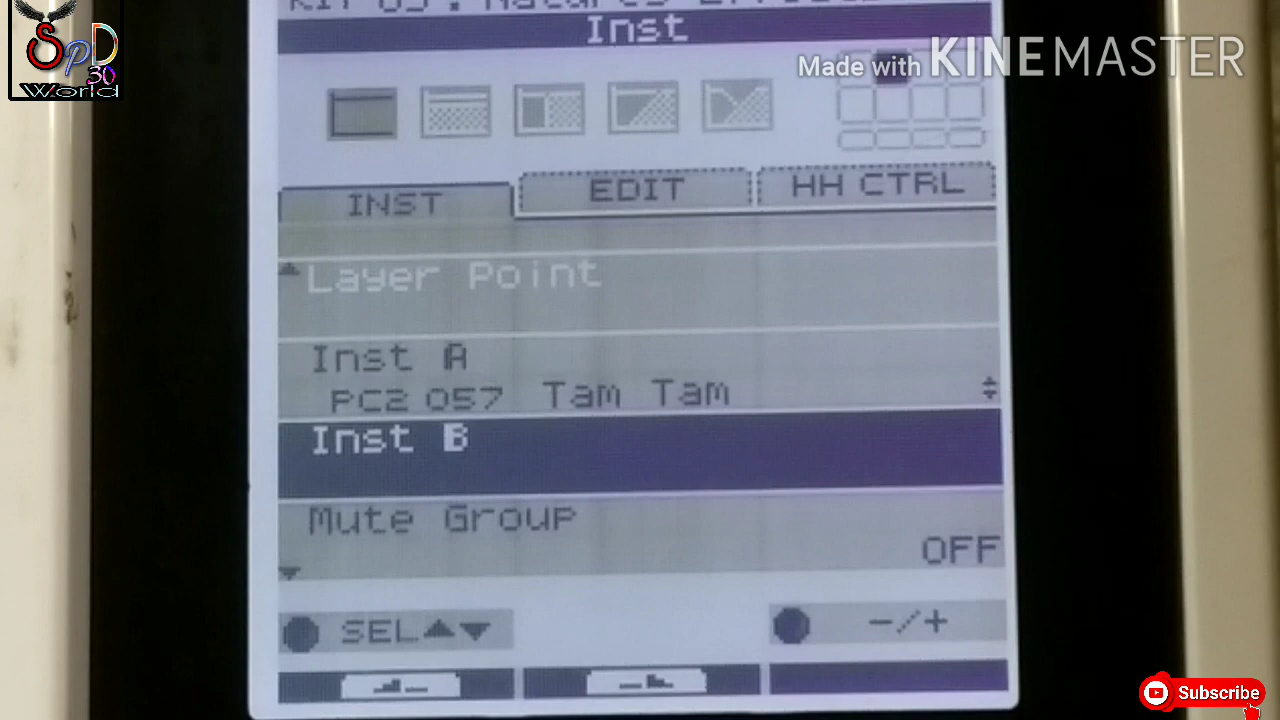 Inst
SpD
30
World
Made with KINEMASTER
INST
EDIT
HH CTRL
Layer Point
Inst A
PC2 057 Tam Tam
Inst B
Mute Group
OFF
SEL
-/+
Subscribe